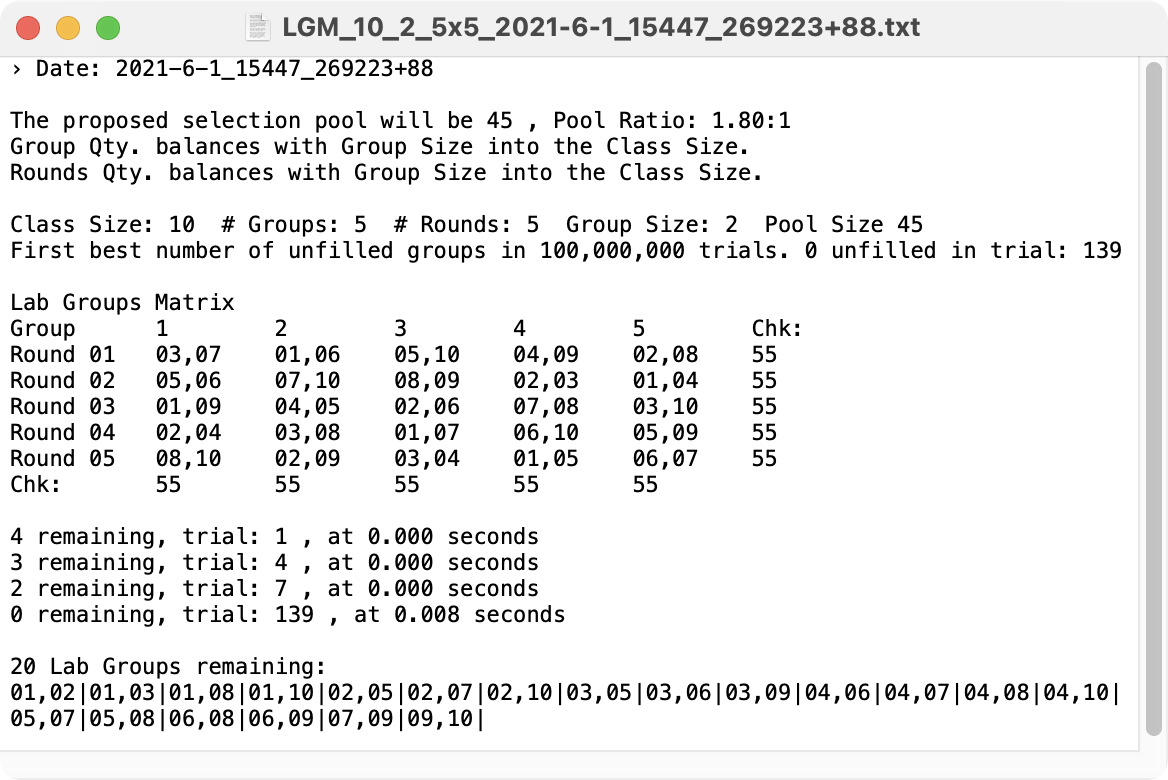 LGM_10_2_5x5_2021-6-1_15447_269223+88.txt
› Date: 2021-6-1_15447_269223+88
The proposed selection pool will be 45 , Pool Ratio: 1.80:1
Group Qty. balances with Group Size into the Class Size.
Rounds Qty. balances with Group Size into the Class Size.
Class Size: 10  # Groups: 5  # Rounds: 5  Group Size: 2  Pool Size 45
First best number of unfilled groups in 100,000,000 trials. 0 unfilled in trial: 139
Lab Groups Matrix
Group      1        2        3        4        5        Chk:
Round 01   03,07    01,06    05,10    04,09    02,08    55
Round 02   05,06    07,10    08,09    02,03    01,04    55
Round 03   01,09    04,05    02,06    07,08    03,10    55
Round 04   02,04    03,08    01,07    06,10    05,09    55
Round 05   08,10    02,09    03,04    01,05    06,07    55
Chk:       55       55       55       55       55
4 remaining, trial: 1 , at 0.000 seconds
3 remaining, trial: 4 , at 0.000 seconds
2 remaining, trial: 7 , at 0.000 seconds
0 remaining, trial: 139 , at 0.008 seconds
20 Lab Groups remaining:
01,02|01,03|01,08|01,10|02,05|02,07|02,10|03,05|03,06|03,09|04,06|04,07|04,08|04,10|
05,07|05,08|06,08|06,09|07,09|09,10|